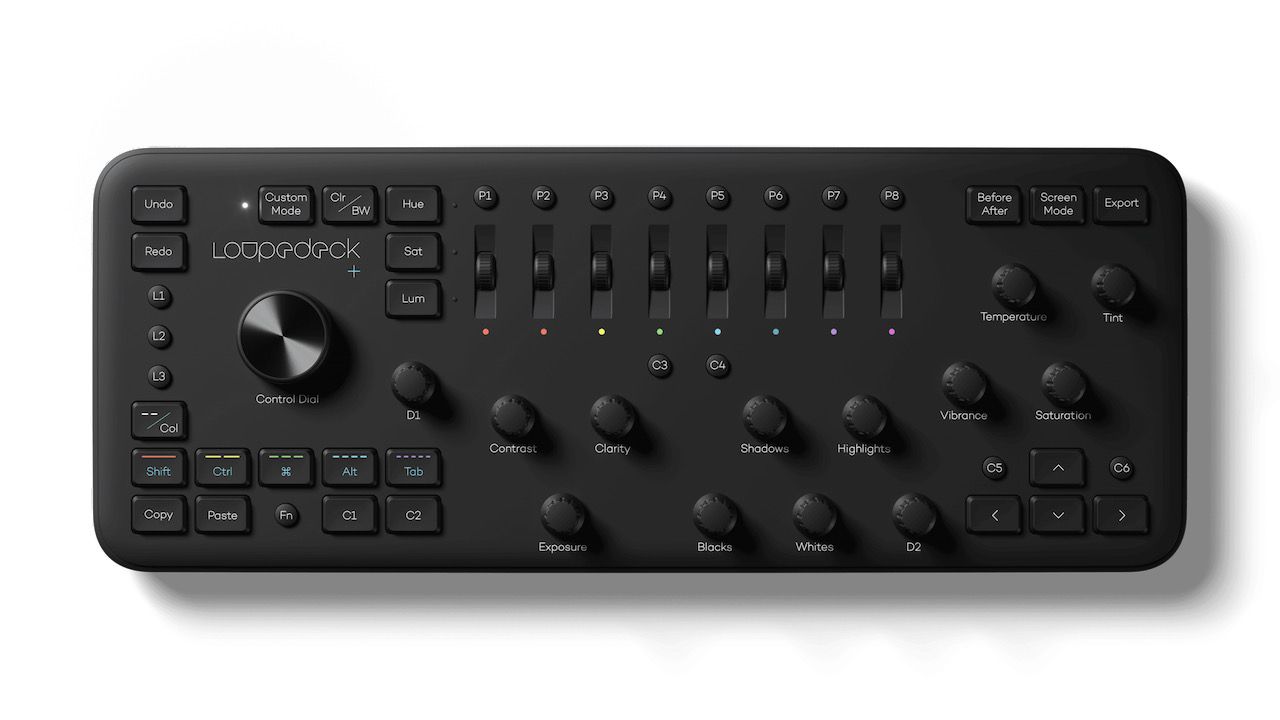 Undo
Custom
Mode
Clr/BW
Hue
P1 P2 P3 P4 P5 P6 P7 P8
Before
After
Screen
Mode
Export
Redo
Loupedeck
+
Sat
L1
Lum
Temperature
Tint
L2
C3 C4
L3
Control Dial
D1
Vibrance
Saturation
-- / Col
Contrast
Clarity
Shadows
Highlights
Shift
Ctrl
⌘
Alt
Tab
C5
^
C6
Copy
Paste
Fn
C1
C2
Exposure
Blacks
Whites
D2